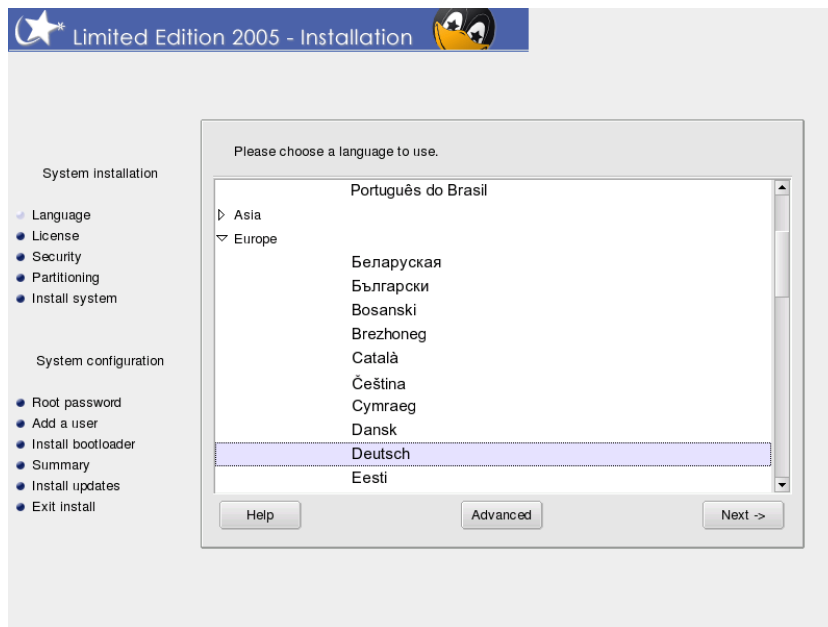 Limited Edition 2005 - Installation
System installation
Language
License
Security
Partitioning
Install system
System configuration
Root password
Add a user
Install bootloader
Summary
Install updates
Exit install
Please choose a language to use.
Português do Brasil
Asia
Europe
Беларуская
Български
Bosanski
Brezhoneg
Català
Čeština
Cymraeg
Dansk
Deutsch
Eesti
Help
Advanced
Next ->